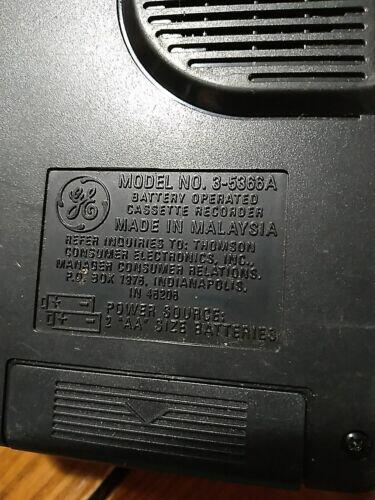 GE
MODEL NO. 3-5366A
BATTERY OPERATED
CASSETTE RECORDER
MADE IN MALAYSIA
REFER INQUIRIES TO: THOMSON
CONSUMER ELECTRONICS, INC.,
MANAGER CONSUMER RELATIONS.
P.O. BOX 1976, INDIANAPOLIS.
IN 46206
+ - POWER SOURCE:
+ - 2 "AA" SIZE BATTERIES